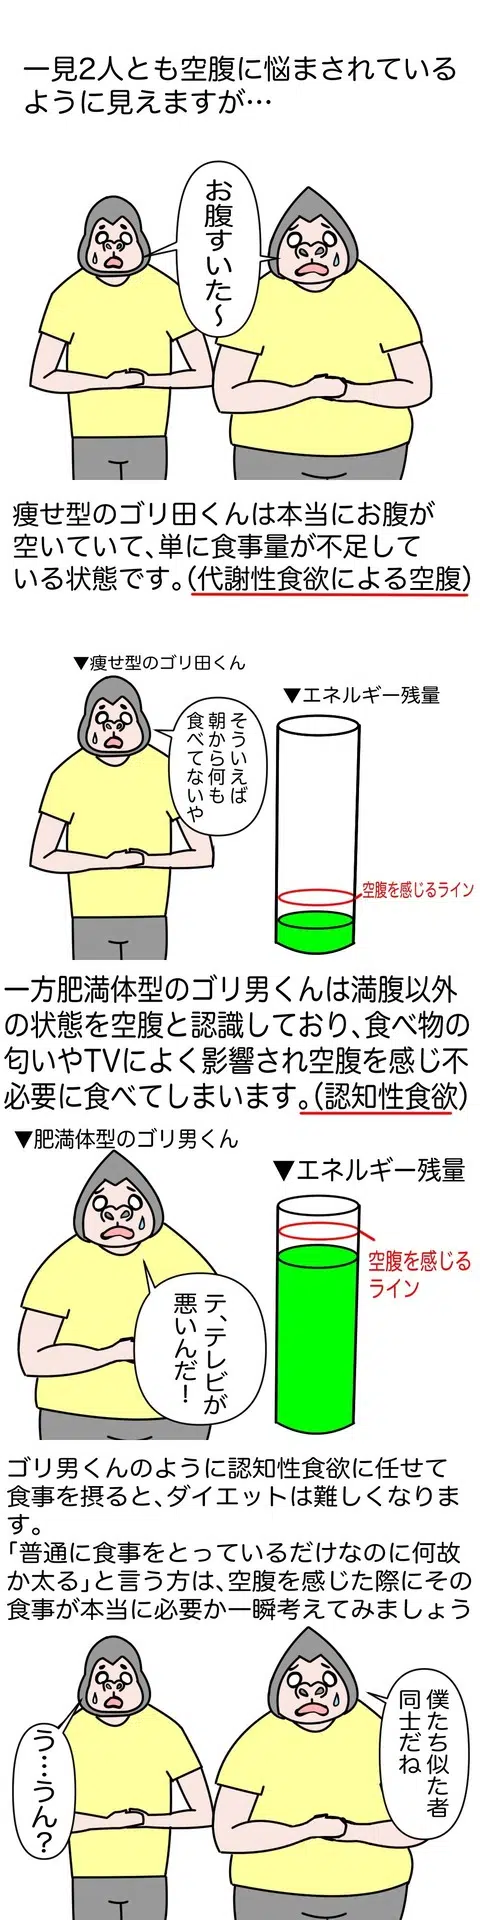 一見2人とも空腹に悩まされている
ように見えますが…
お腹すいた～
痩せ型のゴリ田くんは本当にお腹が
空いていて、単に食事量が不足して
いる状態です。(代謝性食欲による空腹)
▼痩せ型のゴリ田くん
そういえば
朝から何も
食べてないや
▼エネルギー残量
空腹を感じるライン
一方肥満体型のゴリ男くんは満腹以外
の状態を空腹と認識しており、食べ物の
匂いやTVによく影響され空腹を感じ不
必要に食べてしまいます。(認知性食欲)
▼肥満体型のゴリ男くん
テ、テレビが
悪いんだ！
▼エネルギー残量
空腹を感じる
ライン
ゴリ男くんのように認知性食欲に任せて
食事を摂ると、ダイエットは難しくなりま
す。
「普通に食事をとっているだけなのに何故
か太る」と言う方は、空腹を感じた際にその
食事が本当に必要か一瞬考えてみましょう
僕たち似た者
同士だね
う…うん？